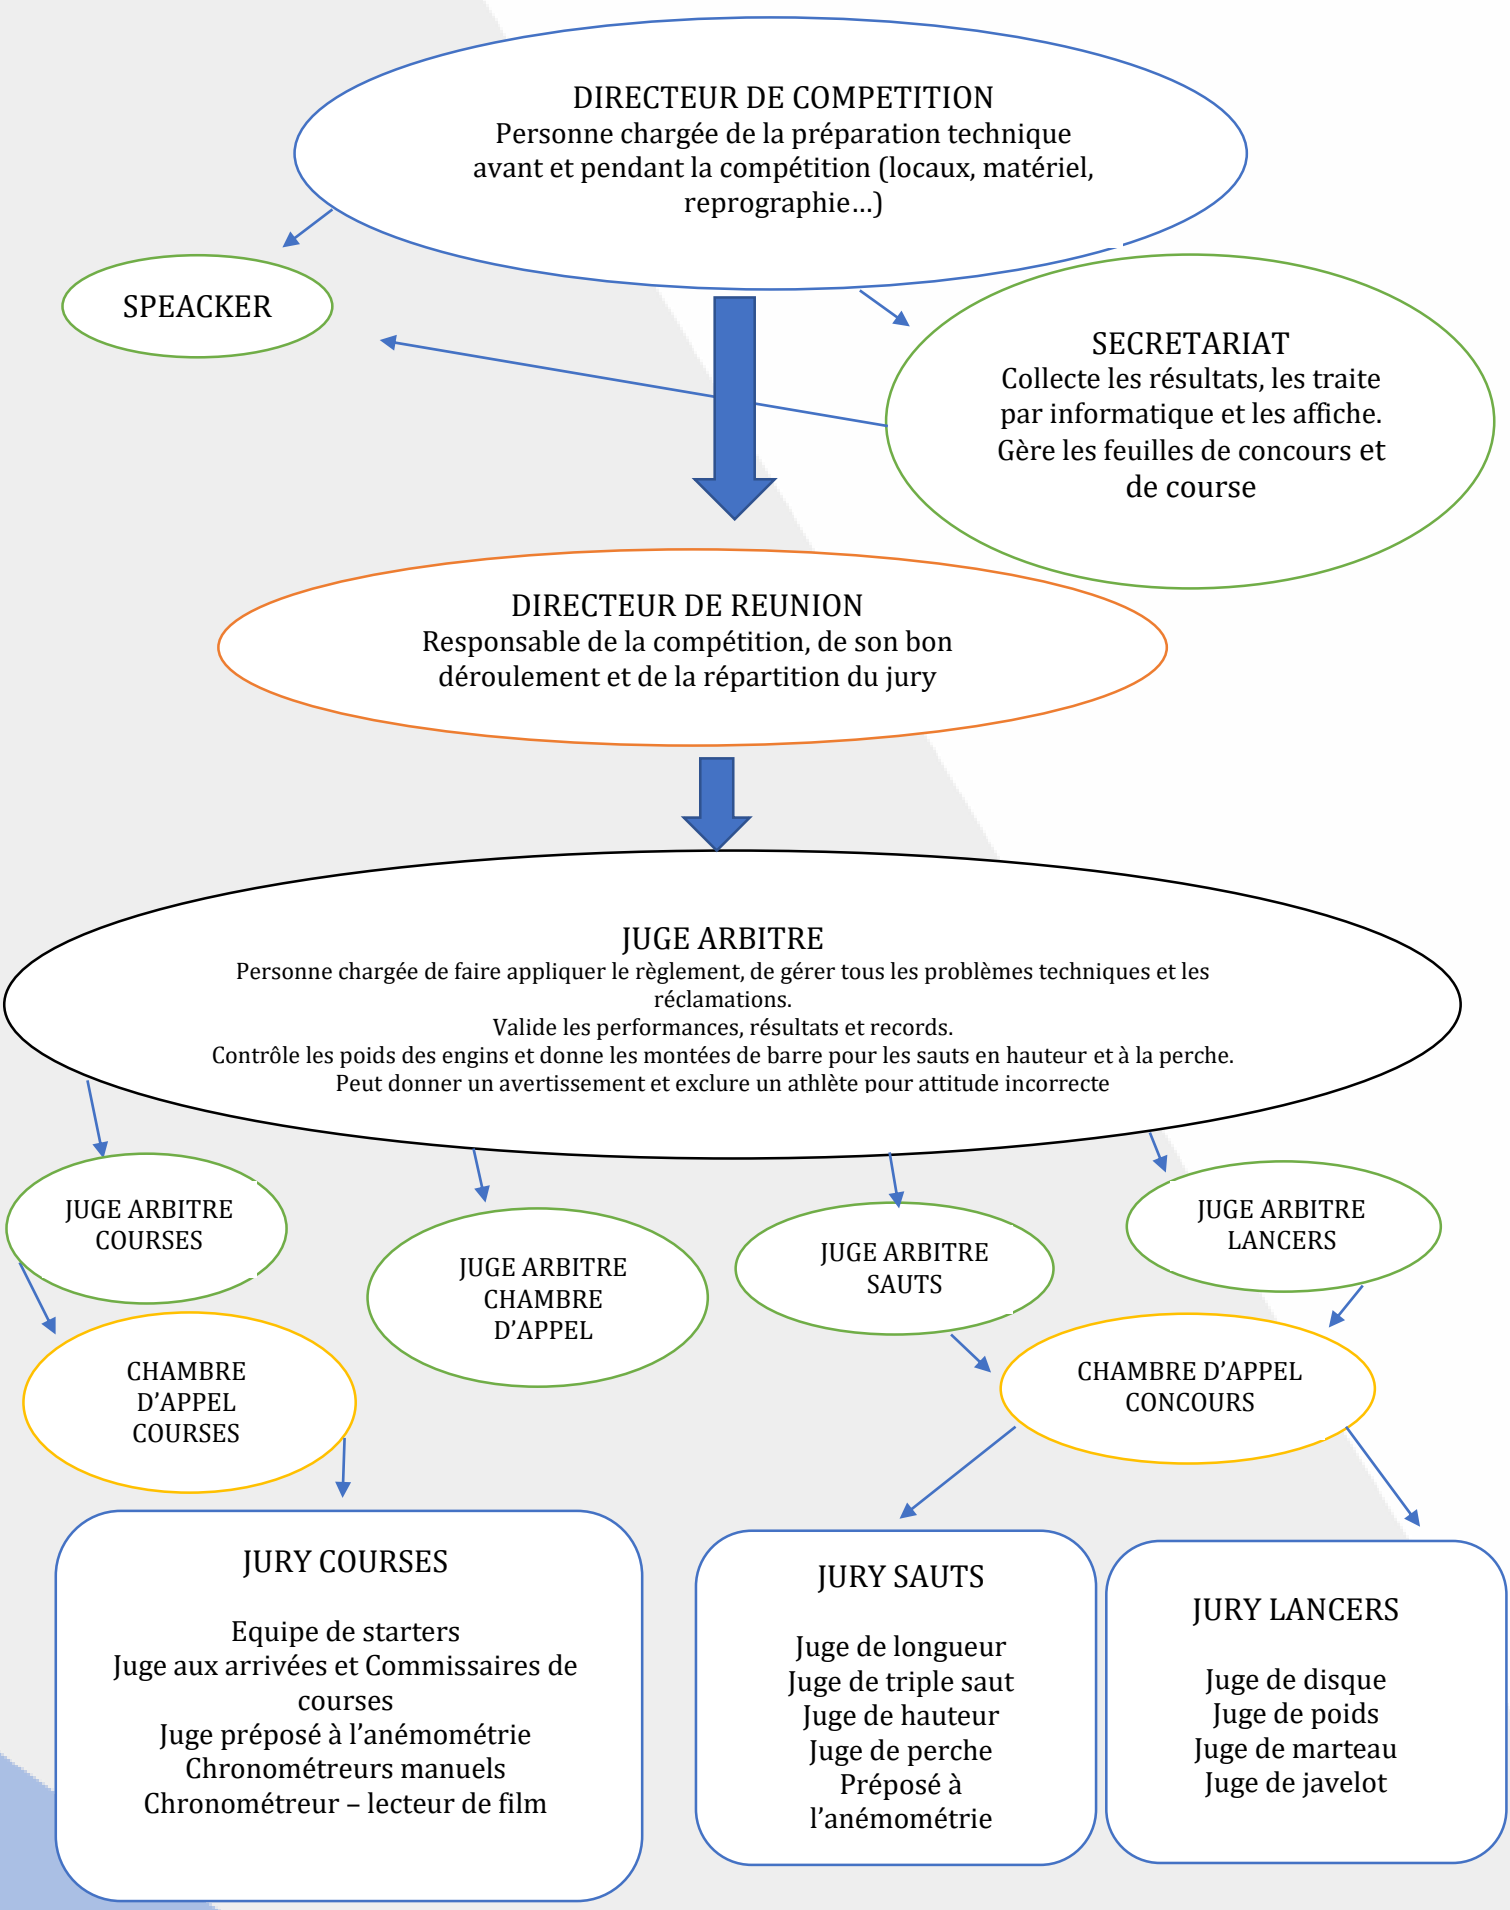 DIRECTEUR DE COMPETITION
Personne chargée de la préparation technique
avant et pendant la compétition (locaux, matériel,
reprographie…)
SPEACKER
SECRETARIAT
Collecte les résultats, les traite
par informatique et les affiche.
Gère les feuilles de concours et
de course
DIRECTEUR DE REUNION
Responsable de la compétition, de son bon
déroulement et de la répartition du jury
JUGE ARBITRE
Personne chargée de faire appliquer le règlement, de gérer tous les problèmes techniques et les
réclamations.
Valide les performances, résultats et records.
Contrôle les poids des engins et donne les montées de barre pour les sauts en hauteur et à la perche.
Peut donner un avertissement et exclure un athlète pour attitude incorrecte
JUGE ARBITRE
COURSES
JUGE ARBITRE
CHAMBRE
D’APPEL
JUGE ARBITRE
SAUTS
JUGE ARBITRE
LANCERS
CHAMBRE
D’APPEL
COURSES
CHAMBRE D’APPEL
CONCOURS
JURY COURSES
Equipe de starters
Juge aux arrivées et Commissaires de
courses
Juge préposé à l’anémométrie
Chronométreurs manuels
Chronométreur – lecteur de film
JURY SAUTS
Juge de longueur
Juge de triple saut
Juge de hauteur
Juge de perche
Préposé à
l’anémométrie
JURY LANCERS
Juge de disque
Juge de poids
Juge de marteau
Juge de javelot